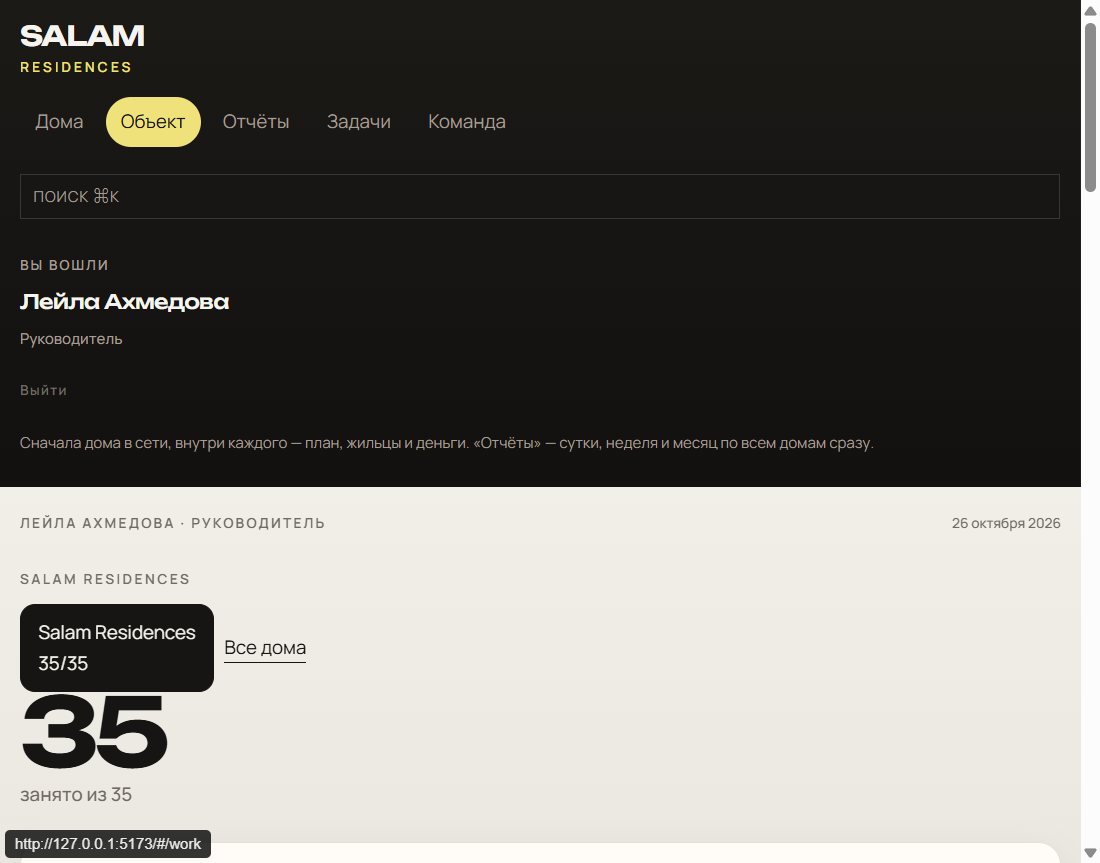 SALAM
RESIDENCES
Дома Объект Отчёты Задачи Команда
ПОИСК ⌘K
ВЫ ВОШЛИ
Лейла Ахмедова
Руководитель
Выйти
Сначала дома в сети, внутри каждого — план, жильцы и деньги. «Отчёты» — сутки, неделя и месяц по всем домам сразу.
ЛЕЙЛА АХМЕДОВА · РУКОВОДИТЕЛЬ 26 октября 2026
SALAM RESIDENCES
Salam Residences
35/35
Все дома
35
занято из 35
http://127.0.0.1:5173/#/work